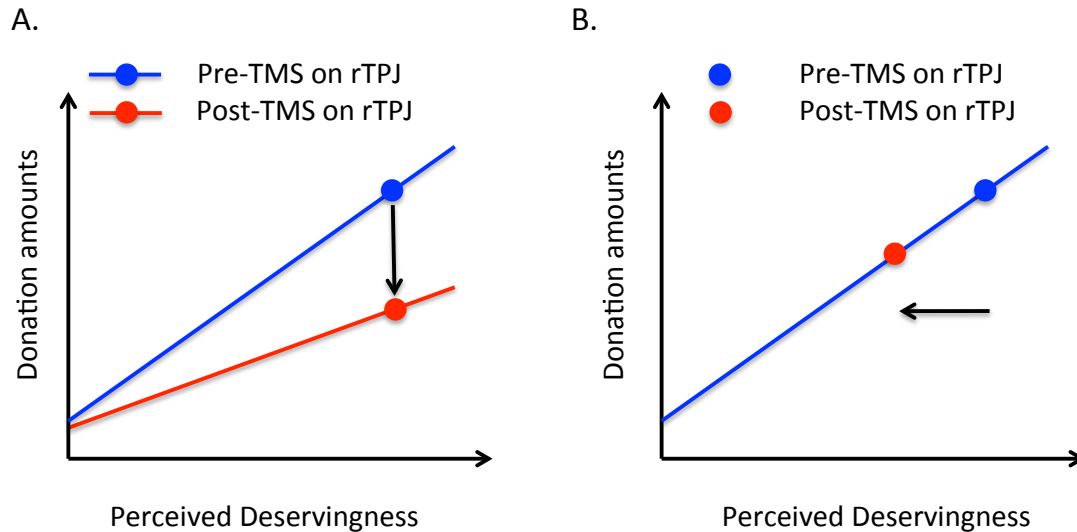 A.
Pre-TMS on rTPJ
Post-TMS on rTPJ
Donation amounts
Perceived Deservingness
B.
Pre-TMS on rTPJ
Post-TMS on rTPJ
Donation amounts
Perceived Deservingness